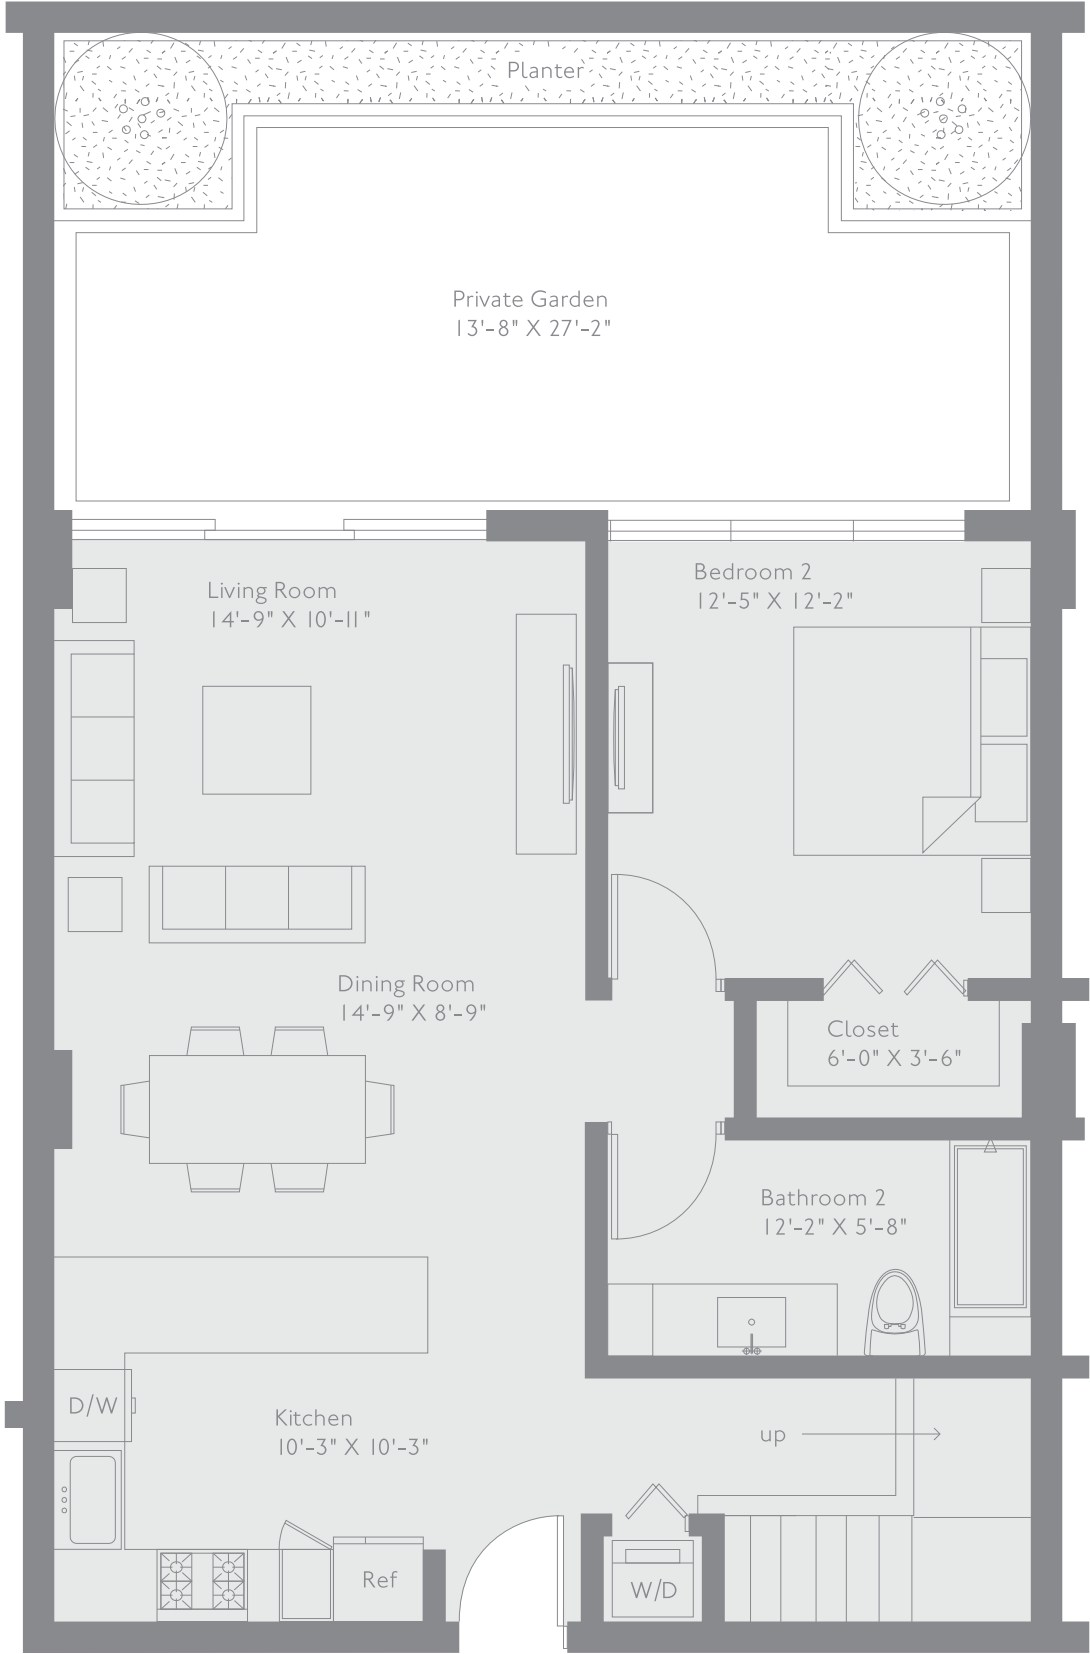 Planter
Private Garden
13'-8" X 27'-2"
Living Room
14'-9" X 10'-11"
Bedroom 2
12'-5" X 12'-2"
Dining Room
14'-9" X 8'-9"
Closet
6'-0" X 3'-6"
Bathroom 2
12'-2" X 5'-8"
D/W
Kitchen
10'-3" X 10'-3"
up
Ref
W/D